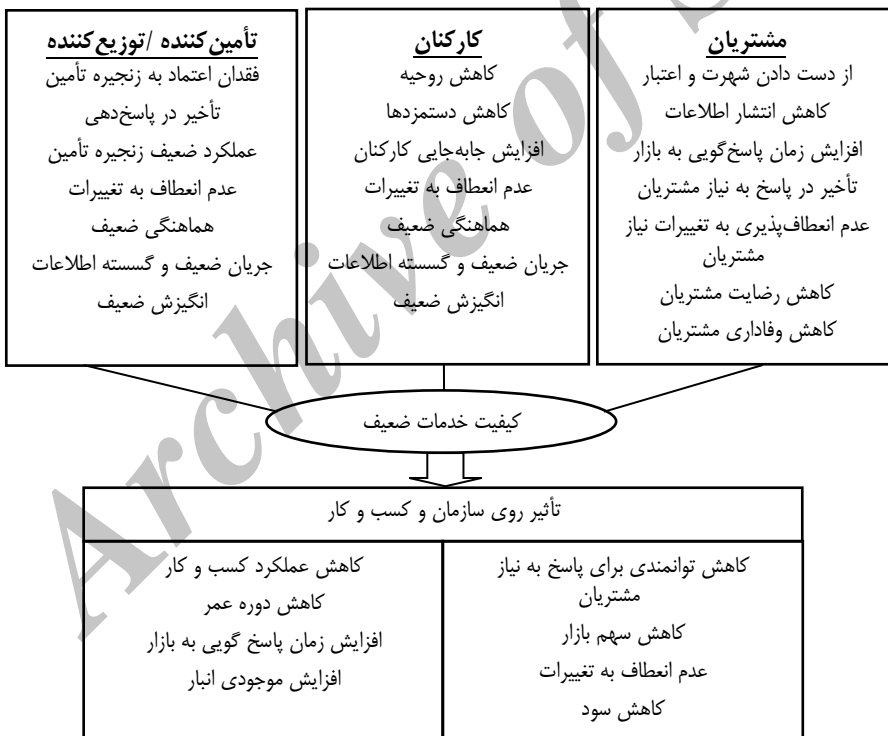 مشتریان
از دست دادن شهرت و اعتبار
کاهش انتشار اطلاعات
افزایش زمان پاسخ‌گویی به بازار
تأخیر در پاسخ به نیاز مشتریان
عدم انعطاف‌پذیری به تغییرات نیاز
مشتریان
کاهش رضایت مشتریان
کاهش وفاداری مشتریان
کارکنان
کاهش روحیه
کاهش دستمزدها
افزایش جابه‌جایی کارکنان
عدم انعطاف به تغییرات
هماهنگی ضعیف
جریان ضعیف و گسسته اطلاعات
انگیزش ضعیف
تأمین‌کننده /توزیع‌کننده
فقدان اعتماد به زنجیره تأمین
تأخیر در پاسخ‌دهی
عملکرد ضعیف زنجیره تأمین
عدم انعطاف به تغییرات
هماهنگی ضعیف
جریان ضعیف و گسسته اطلاعات
انگیزش ضعیف
کیفیت خدمات ضعیف
تأثیر روی سازمان و کسب و کار
کاهش توانمندی برای پاسخ به نیاز
مشتریان
کاهش سهم بازار
عدم انعطاف به تغییرات
کاهش سود
کاهش عملکرد کسب و کار
کاهش دوره عمر
افزایش زمان پاسخ گویی به بازار
افزایش موجودی انبار
Archive of S